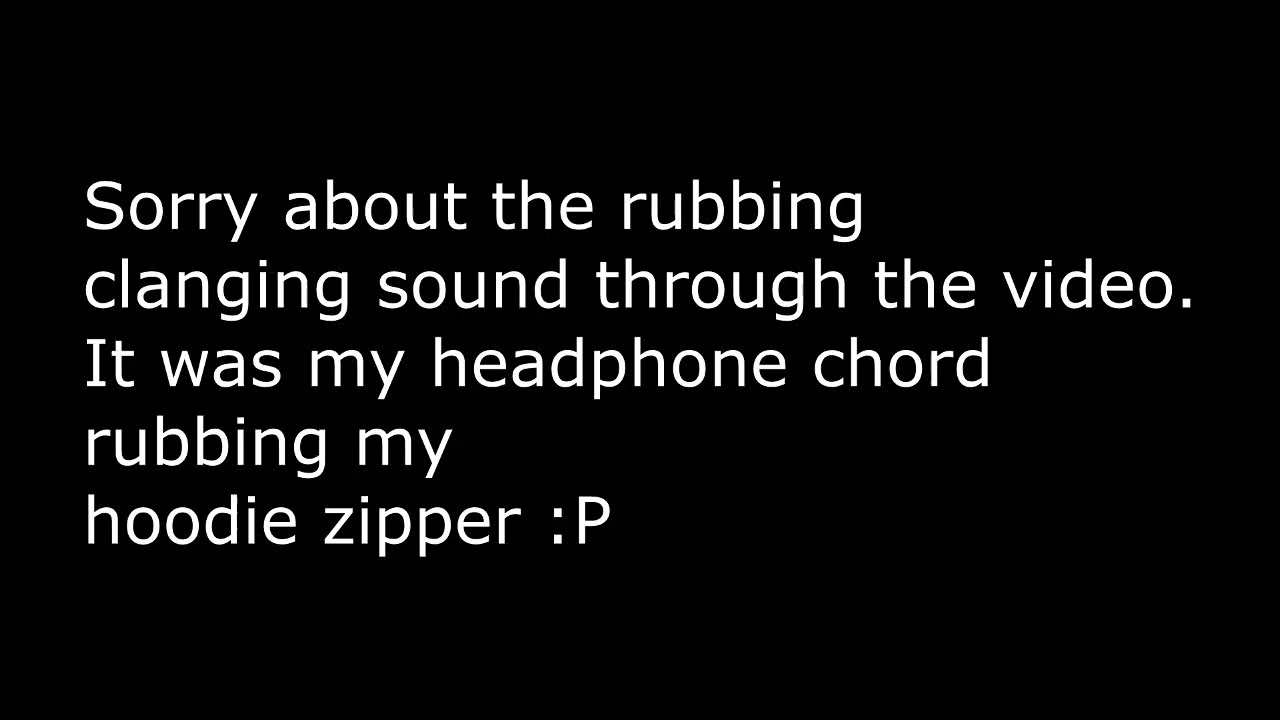 Sorry about the rubbing
clanging sound through the video.
It was my headphone chord
rubbing my
hoodie zipper :P